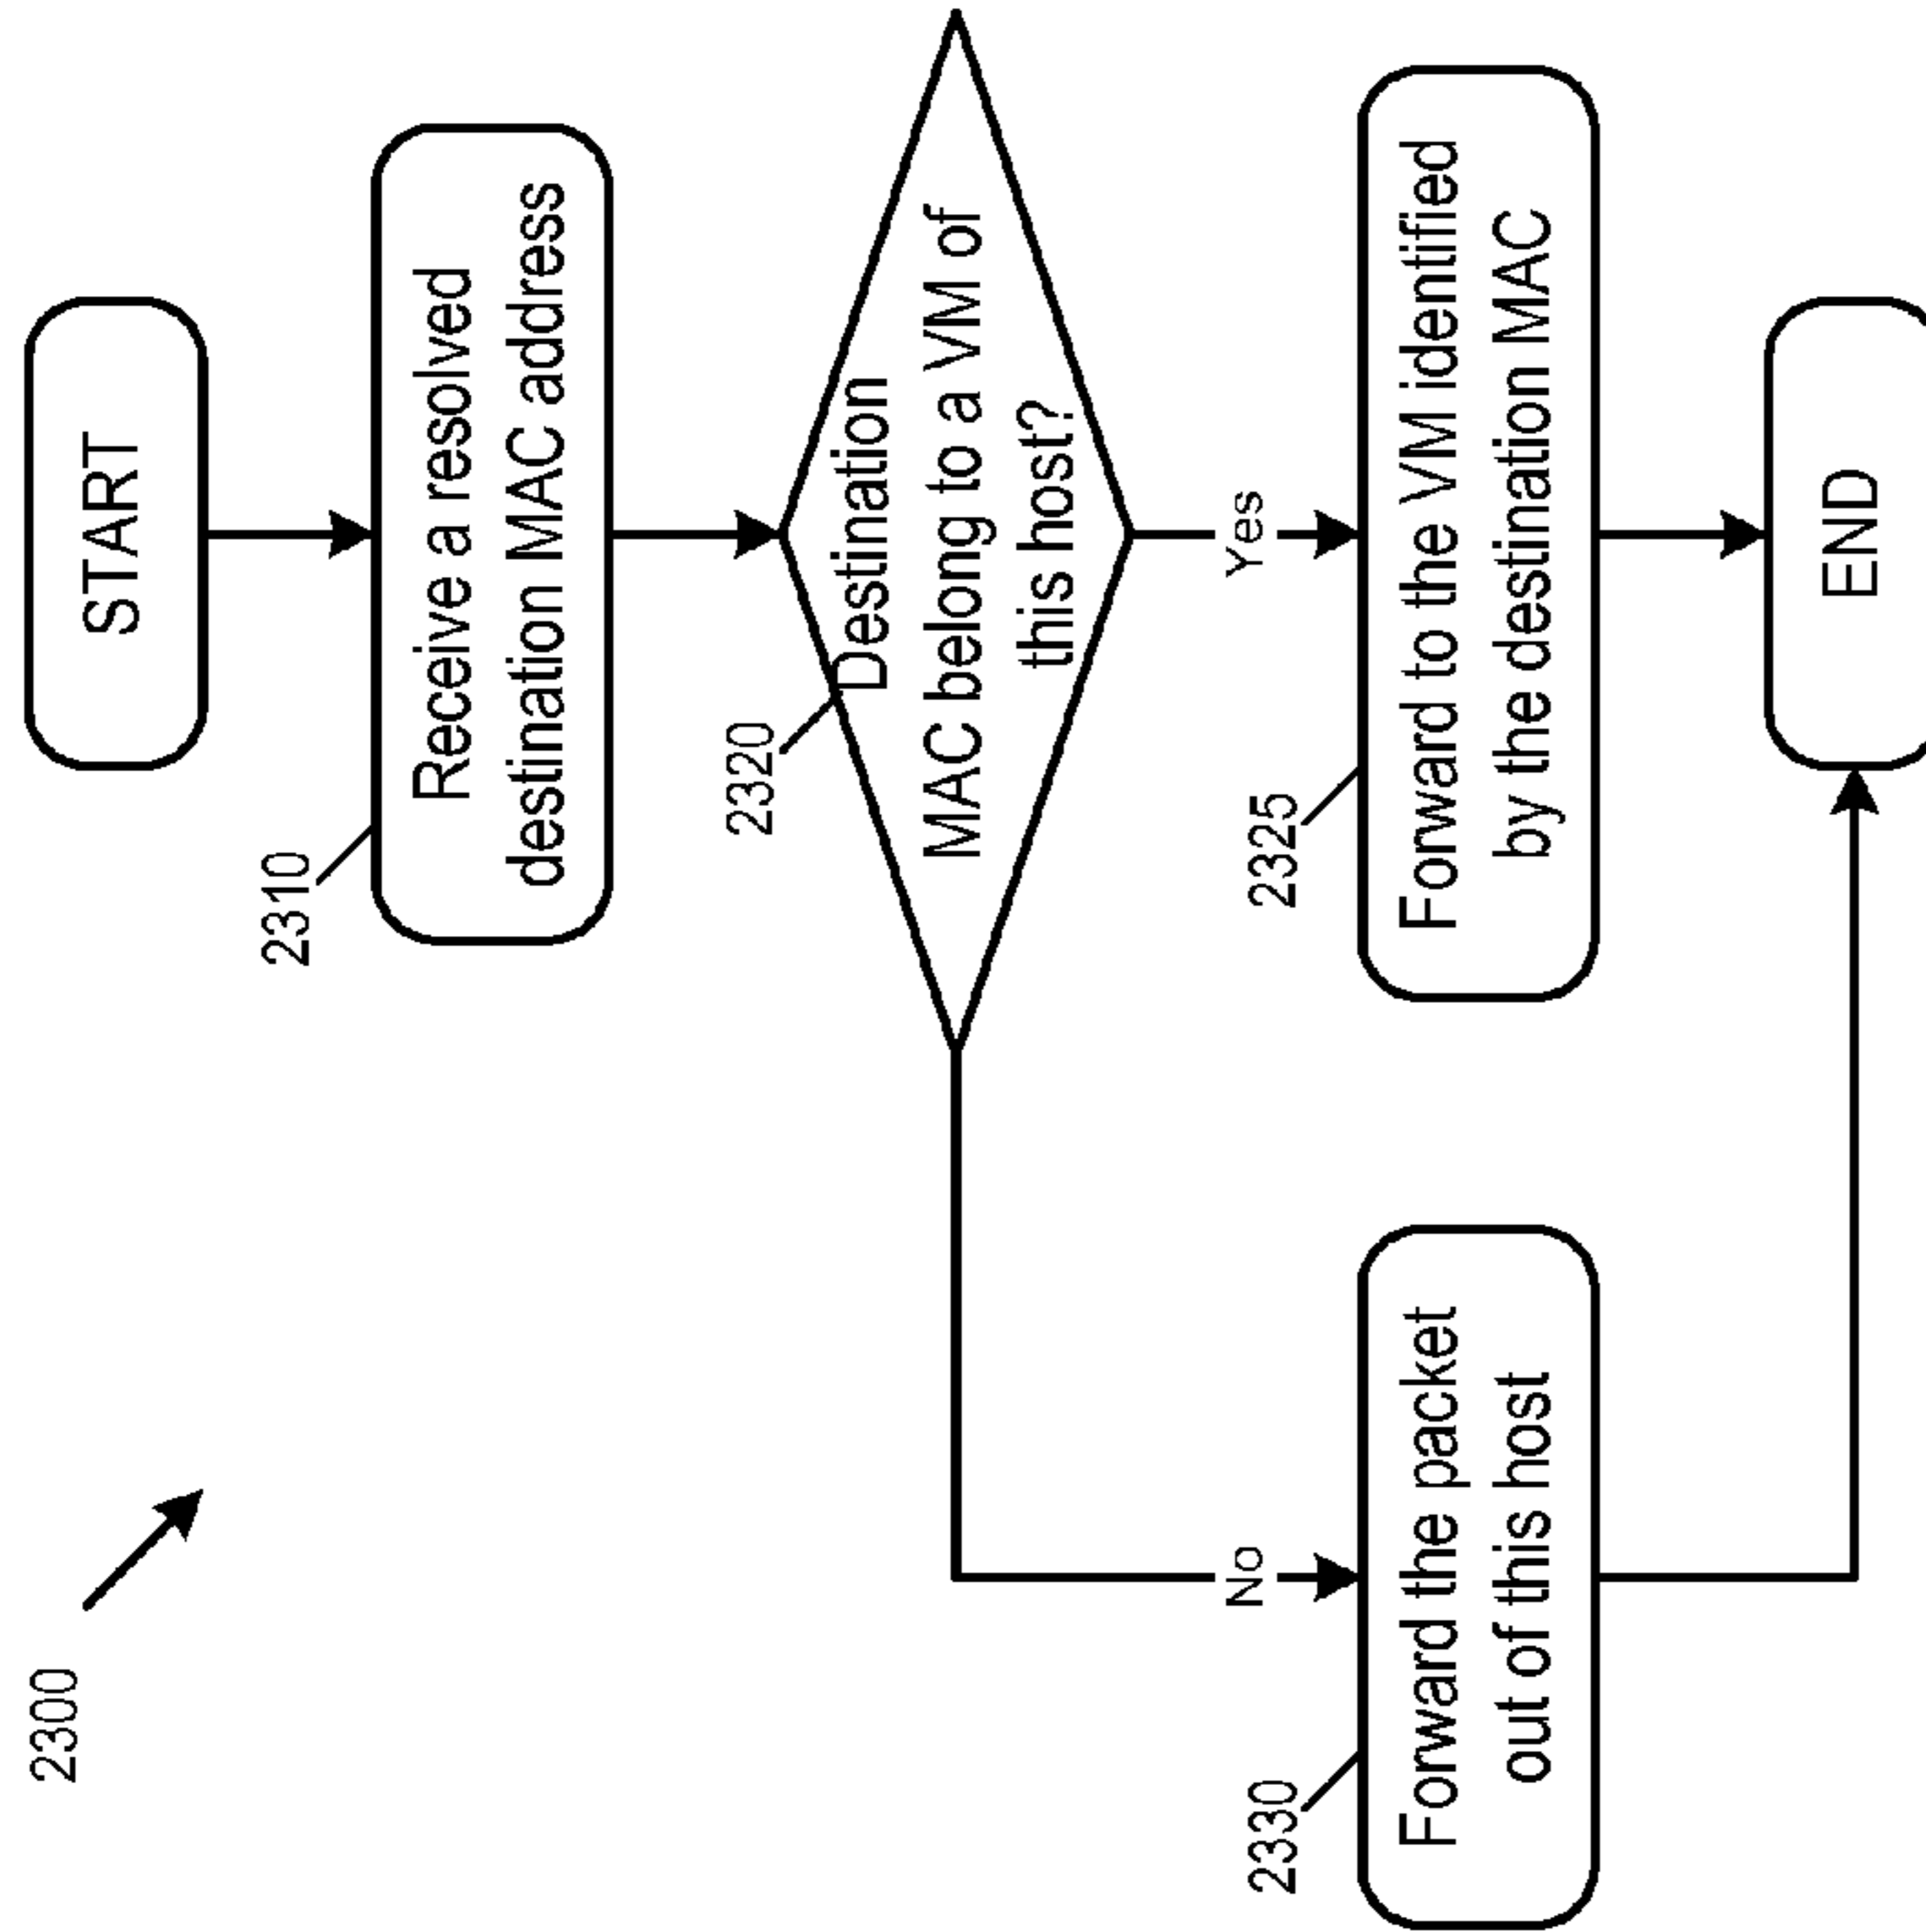 2300
START
2310
Receive a resolved
destination MAC address
2320
Destination
MAC belong to a VM of
this host?
No
Yes
2330
Forward the packet
out of this host
2325
Forward to the VM identified
by the destination MAC
END